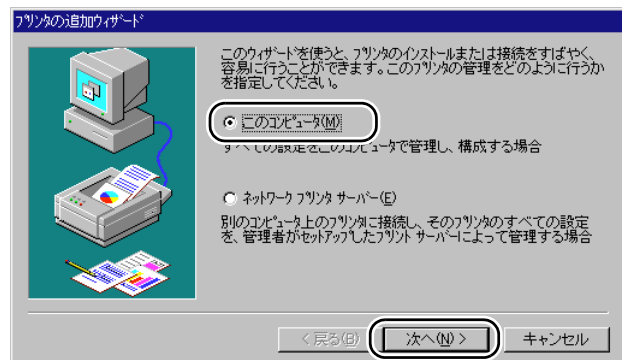 プリンタの追加ウィザード
このウィザードを使うと、プリンタのインストールまたは接続をすばやく、
容易に行うことができます。このプリンタの管理をどのように行うか
を指定してください。
このコンピュータ(M)
すべての設定をこのコンピュータで管理し、構成する場合
ネットワーク プリンタ サーバー(E)
別のコンピュータ上のプリンタに接続し、そのプリンタのすべての設定
を、管理者がセットアップしたプリント サーバーによって管理する場合
< 戻る(B)
次へ(N) >
キャンセル